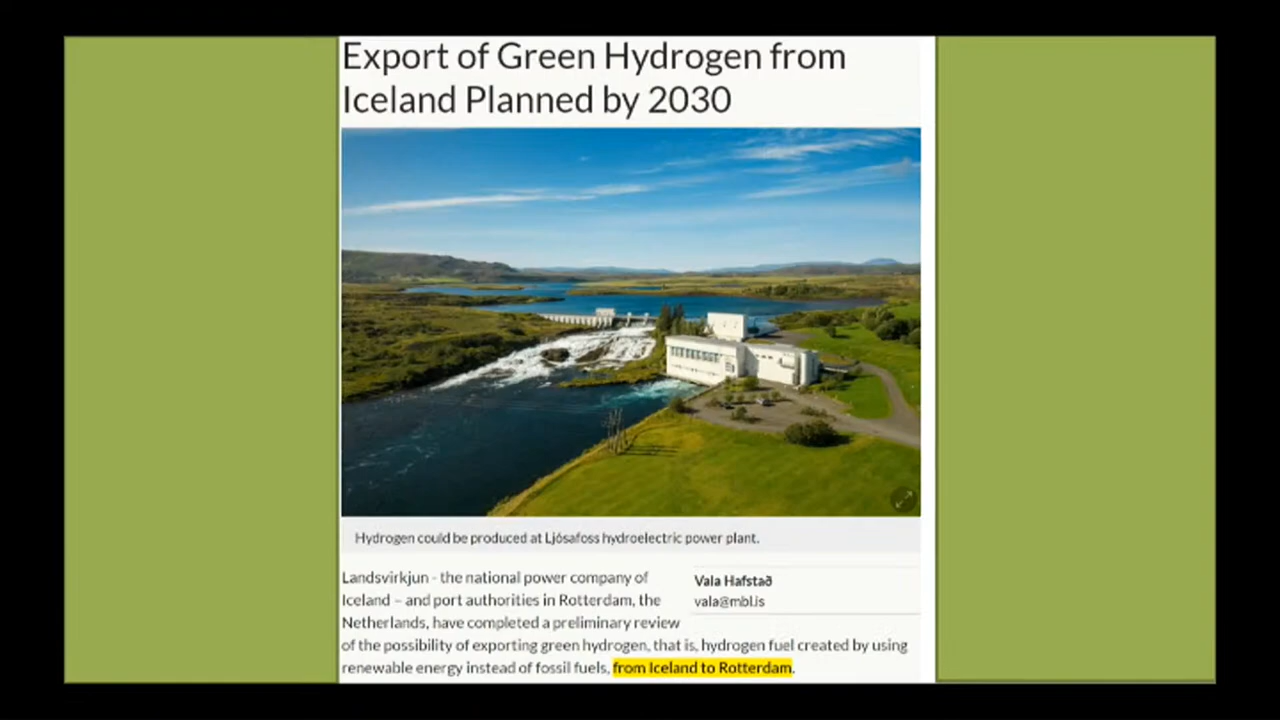 Export of Green Hydrogen from
Iceland Planned by 2030
Hydrogen could be produced at Ljósafoss hydroelectric power plant.
Landsvirkjun - the national power company of
Iceland – and port authorities in Rotterdam, the
Netherlands, have completed a preliminary review
Vala Hafstað
vala@mbl.is
of the possibility of exporting green hydrogen, that is, hydrogen fuel created by using
renewable energy instead of fossil fuels, from Iceland to Rotterdam.